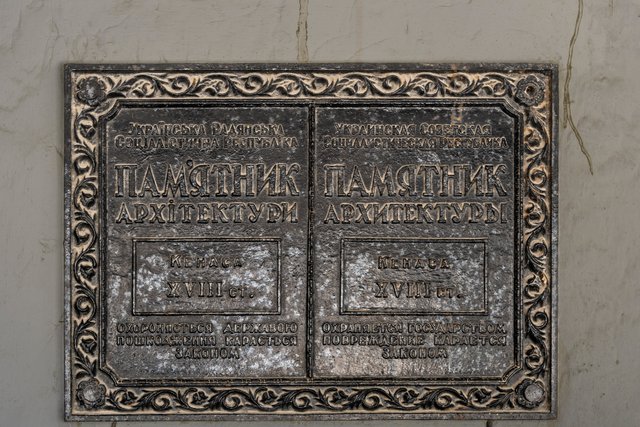 Українська Радянська
Соціалістична Республіка
ПАМ'ЯТНИК
АРХІТЕКТУРИ
Кенаса
XVIII ст.
Охороняється державою
пошкодження карається
законом
Украинская Советская
Социалистическая Республика
ПАМЯТНИК
АРХИТЕКТУРЫ
Кенаса
XVIII ст.
Охраняется государством
повреждение карается
законом